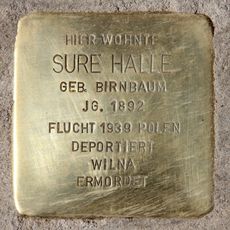 HIER WOHNTE
SURE HALLE
GEB. BIRNBAUM
JG. 1892
FLUCHT 1939 POLEN
DEPORTIERT
WILNA
ERMORDET